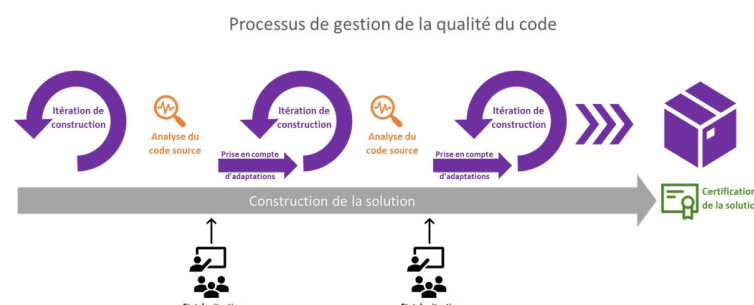 Processus de gestion de la qualité du code
Itération de
construction
Analyse du
code source
Prise en compte
d'adaptations
Itération de
construction
Analyse du
code source
Prise en compte
d'adaptations
Itération de
construction
Construction de la solution
Certification
de la solution